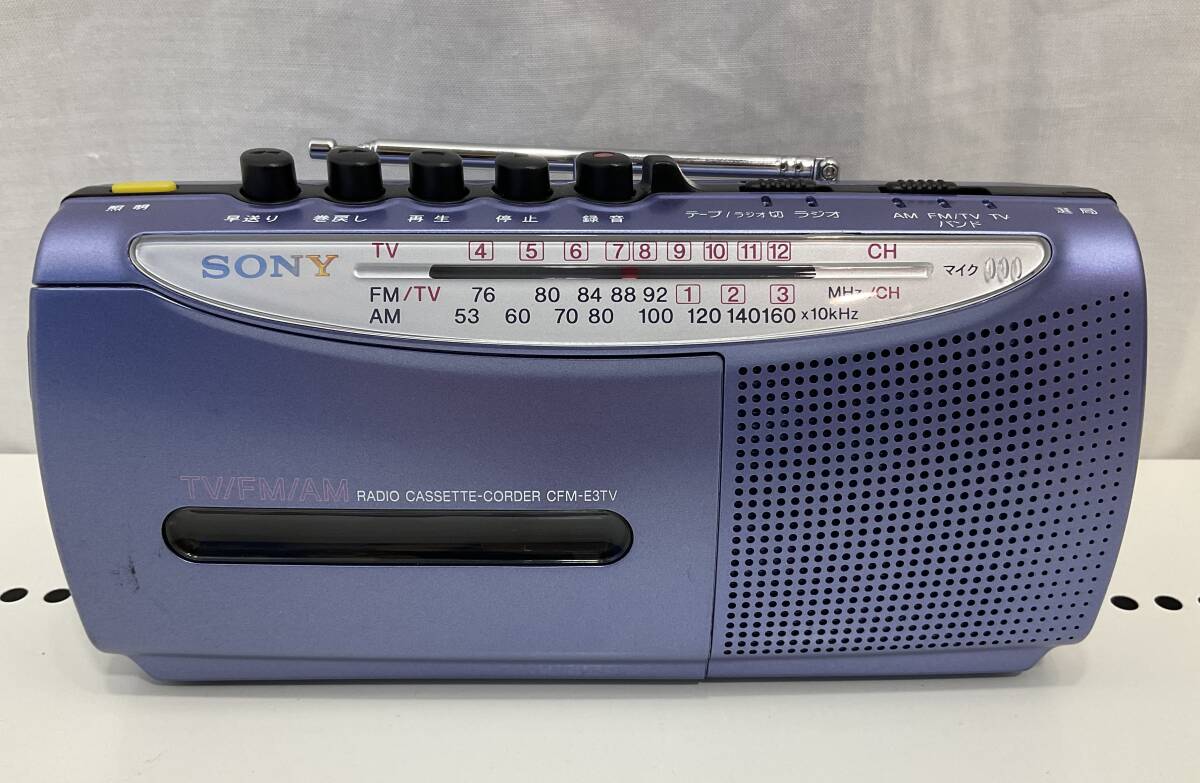 照明 早送り 巻戻し 再生 停止 録音 テープ/ラジオ切 ラジオ AM FM/TV TV 選局
バンド
TV 4 5 6 7 8 9 10 11 12 CH
SONY マイク
FM/TV 76 80 84 88 92 1 2 3 MHz/CH
AM 53 60 70 80 100 120 140 160 x10kHz
TV/FM/AM RADIO CASSETTE-CORDER CFM-E3TV